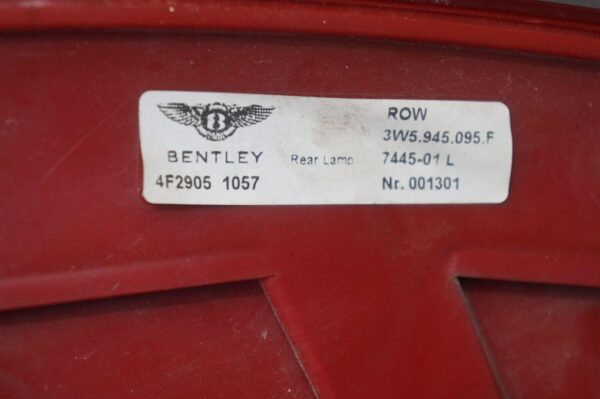 B
ROW
3W5.945.095.F
BENTLEY Rear Lamp 7445-01 L
4F2905 1057 Nr. 001301